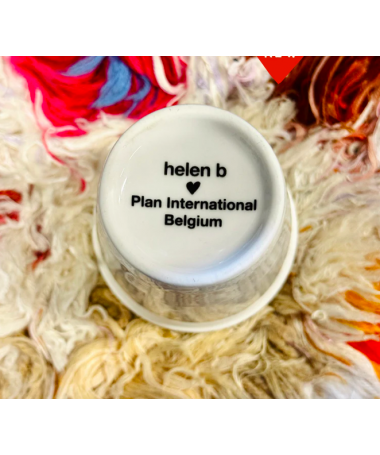 helen b
♥
Plan International
Belgium